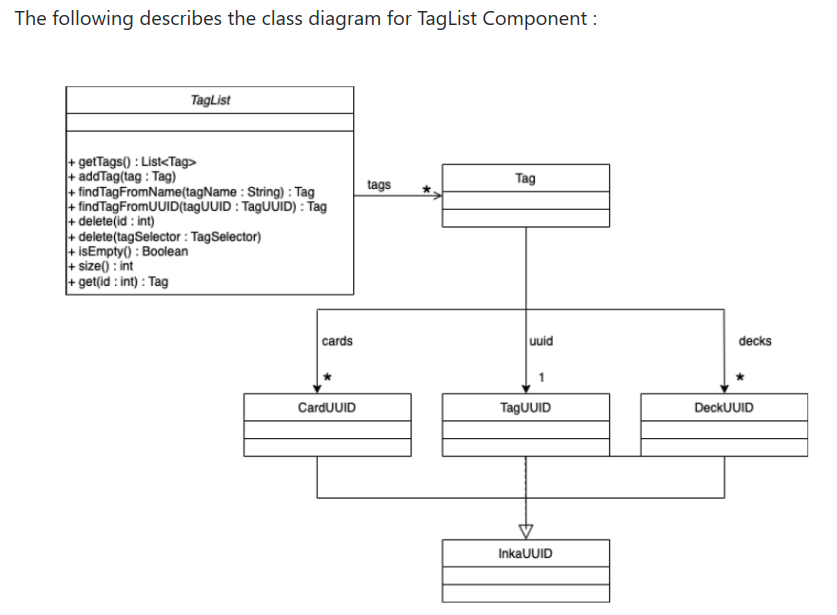 The following describes the class diagram for TagList Component :
TagList
+ getTags() : List<Tag>
+ addTag(tag : Tag)
+ findTagFromName(tagName : String) : Tag
+ findTagFromUUID(tagUUID : TagUUID) : Tag
+ delete(id : int)
+ delete(tagSelector : TagSelector)
+ isEmpty() : Boolean
+ size() : int
+ get(id : int) : Tag
tags
*
Tag
cards
uuid
decks
*
1
*
CardUUID
TagUUID
DeckUUID
InkaUUID